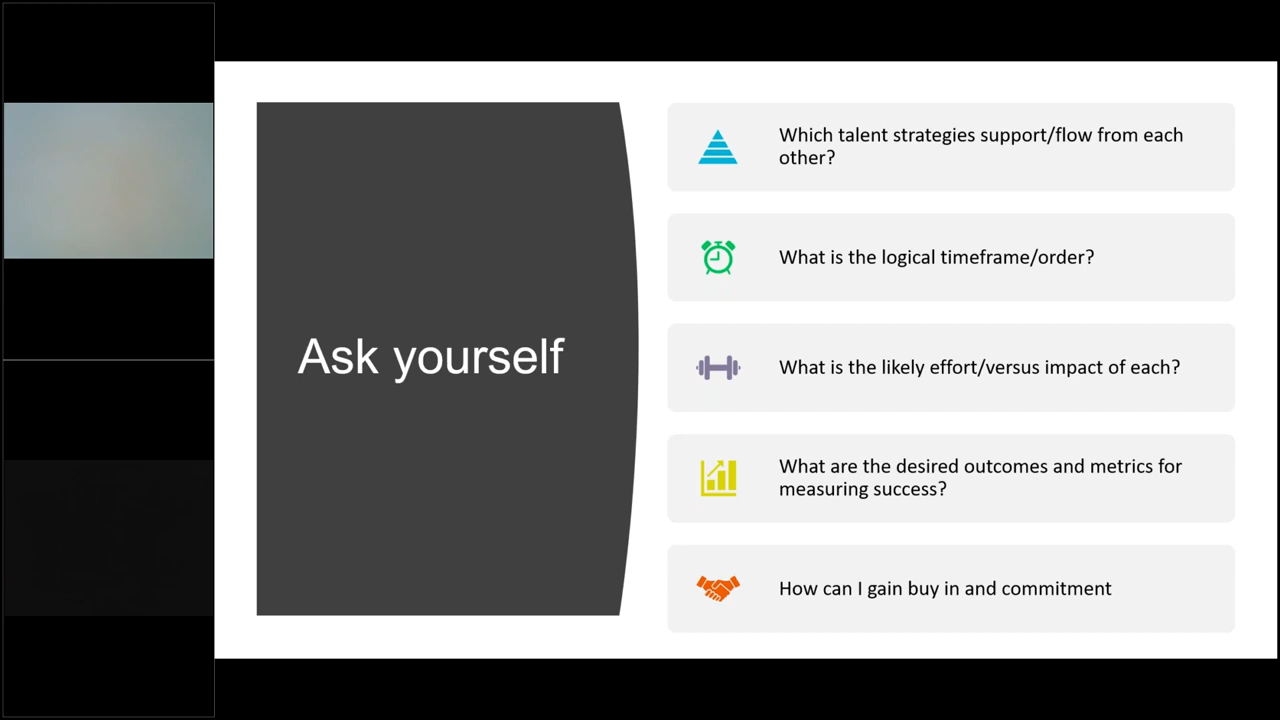 Ask yourself
Which talent strategies support/flow from each
other?
What is the logical timeframe/order?
What is the likely effort/versus impact of each?
What are the desired outcomes and metrics for
measuring success?
How can I gain buy in and commitment